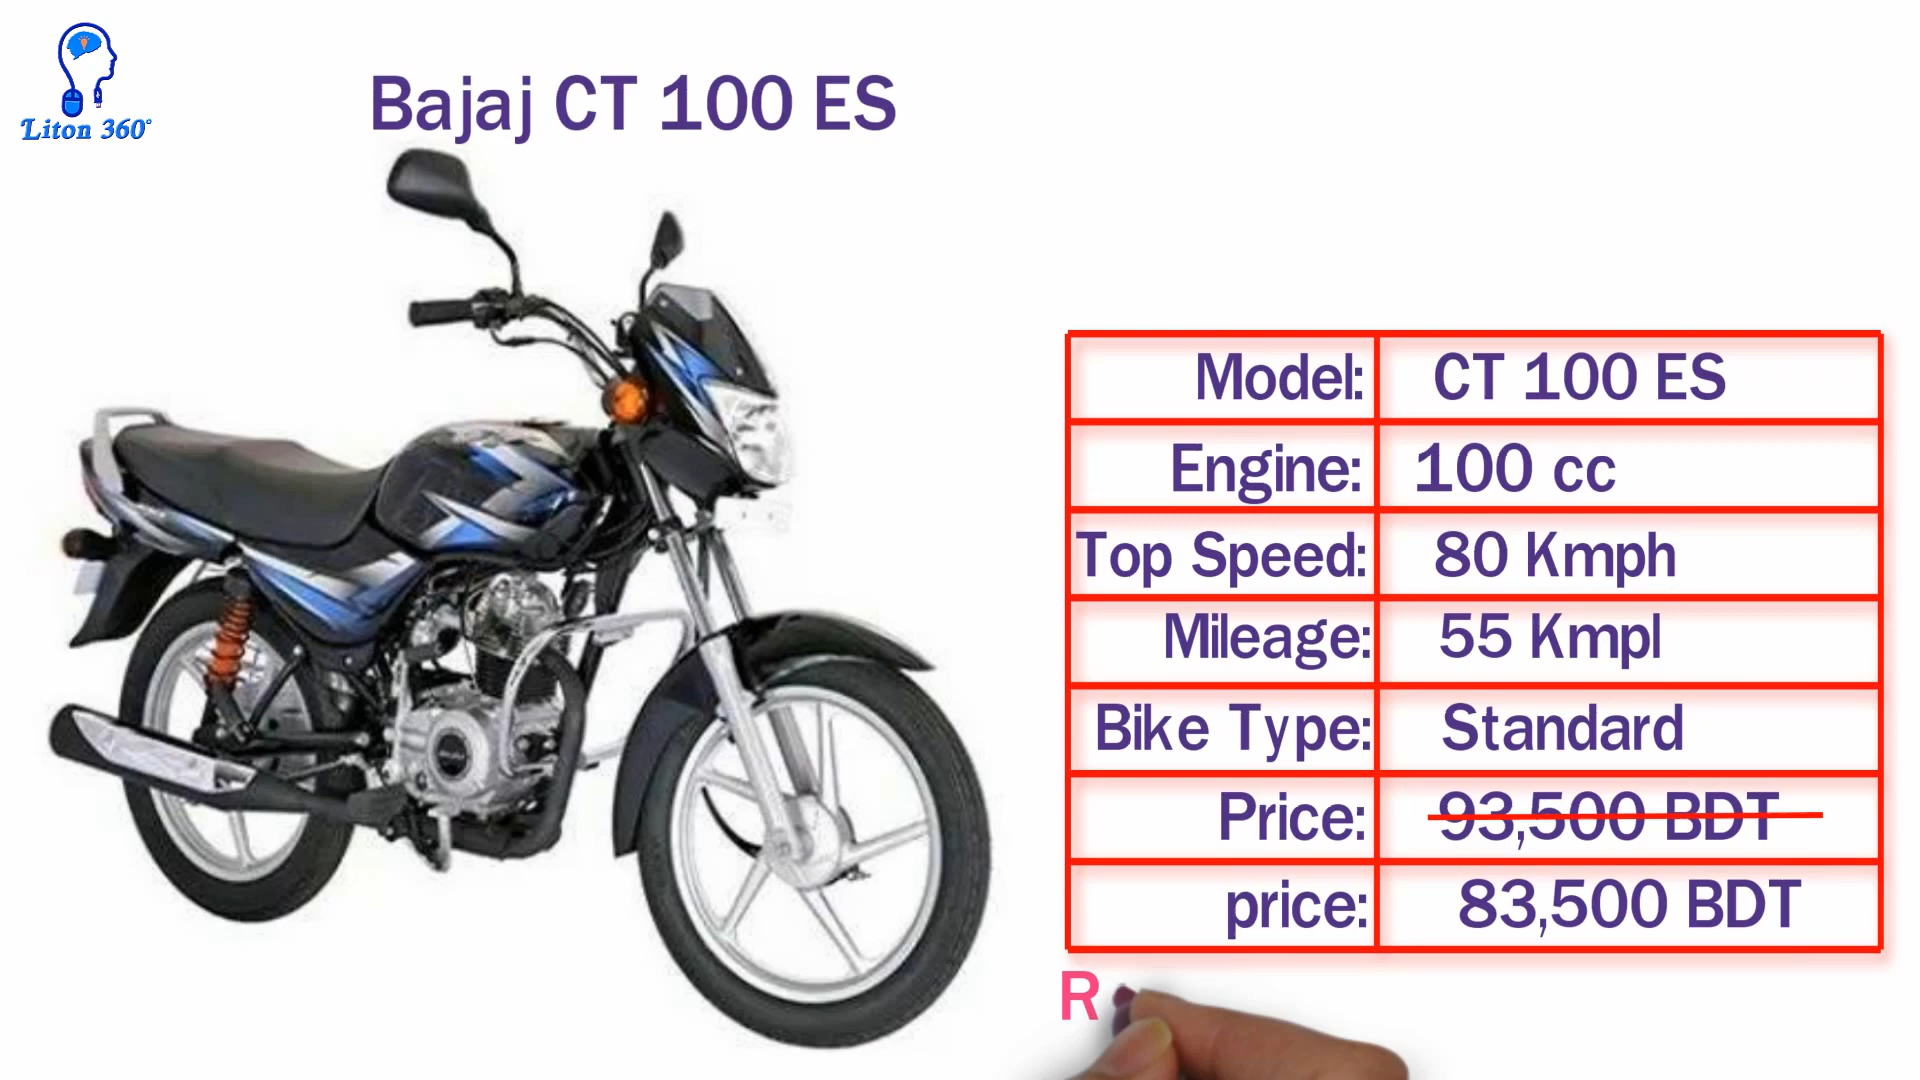 Liton 360°
Bajaj CT 100 ES
Model: CT 100 ES
Engine: 100 cc
Top Speed: 80 Kmph
Mileage: 55 Kmpl
Bike Type: Standard
Price: 93,500 BDT
price: 83,500 BDT
R